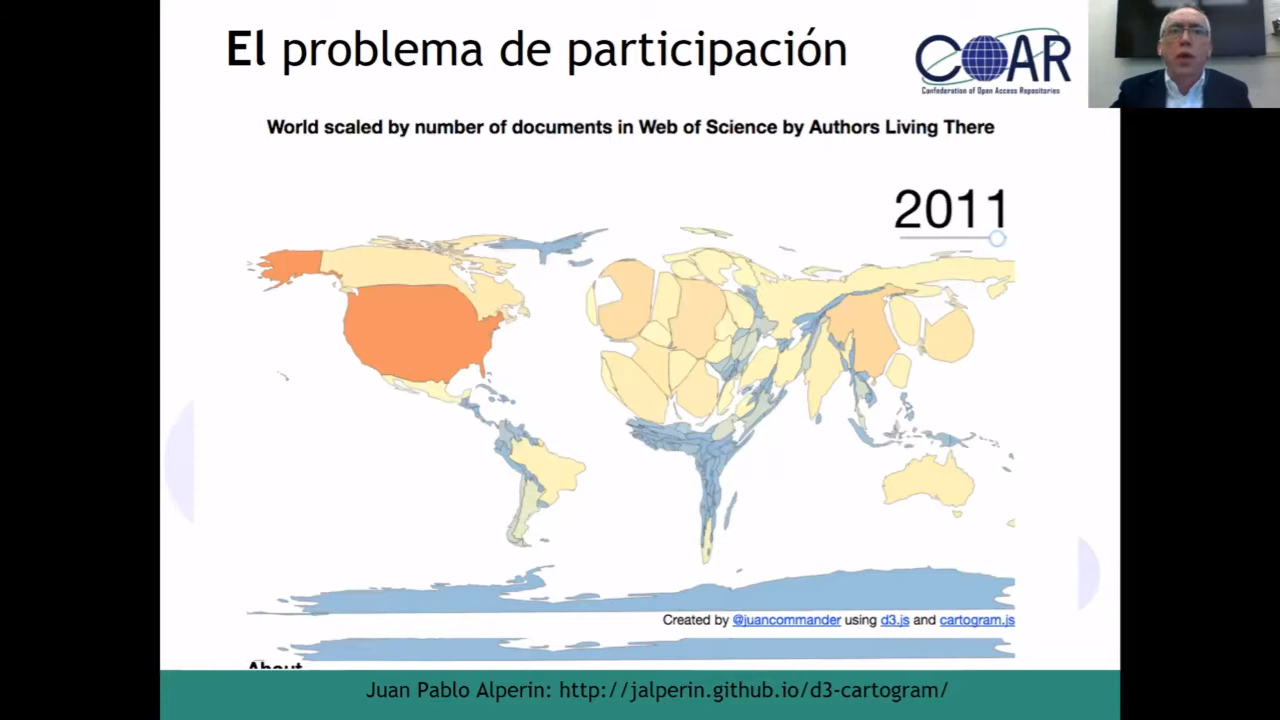 El problema de participación
COAR
Confederation of Open Access Repositories
World scaled by number of documents in Web of Science by Authors Living There
2011
Created by @juancommander using d3.js and cartogram.js
About
Juan Pablo Alperin: http://jalperin.github.io/d3-cartogram/